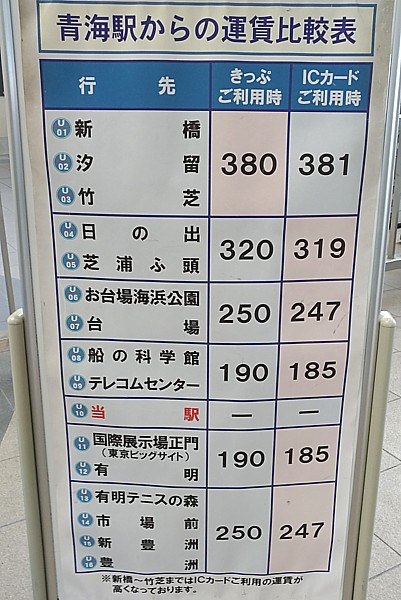 青海駅からの運賃比較表
行先 きっぷご利用時 ICカードご利用時
U01 新橋
U02 汐留 380 381
U03 竹芝
U04 日の出
320 319
U05 芝浦ふ頭
U06 お台場海浜公園
250 247
U07 台場
U08 船の科学館
190 185
U09 テレコムセンター
U10 当駅 — —
U11 国際展示場正門
(東京ビッグサイト) 190 185
U12 有明
U13 有明テニスの森
U14 市場前
250 247
U15 新豊洲
U16 豊洲
※新橋〜竹芝まではICカードご利用の運賃が
高くなっております。